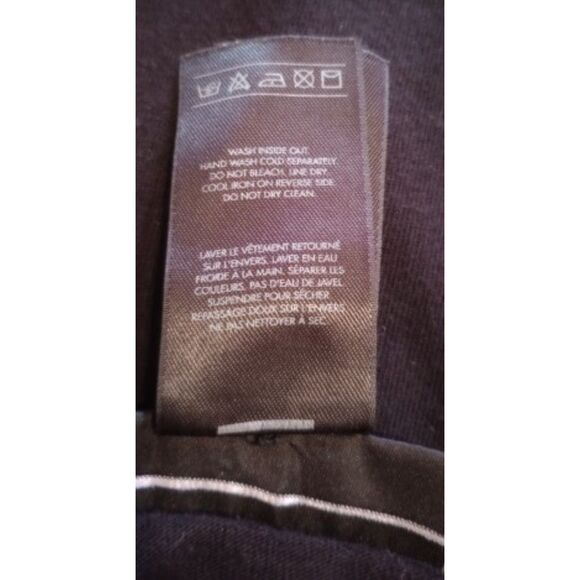 WASH INSIDE OUT.
HAND WASH COLD SEPARATELY.
DO NOT BLEACH. LINE DRY.
COOL IRON ON REVERSE SIDE
DO NOT DRY CLEAN.
LAVER LE VÊTEMENT RETOURNÉ
SUR L'ENVERS. LAVER EN EAU
FROIDE À LA MAIN. SÉPARER LES
COULEURS. PAS D'EAU DE JAVEL.
SUSPENDRE POUR SÉCHER
REPASSAGE DOUX SUR L'ENVERS
NE PAS NETTOYER À SEC.